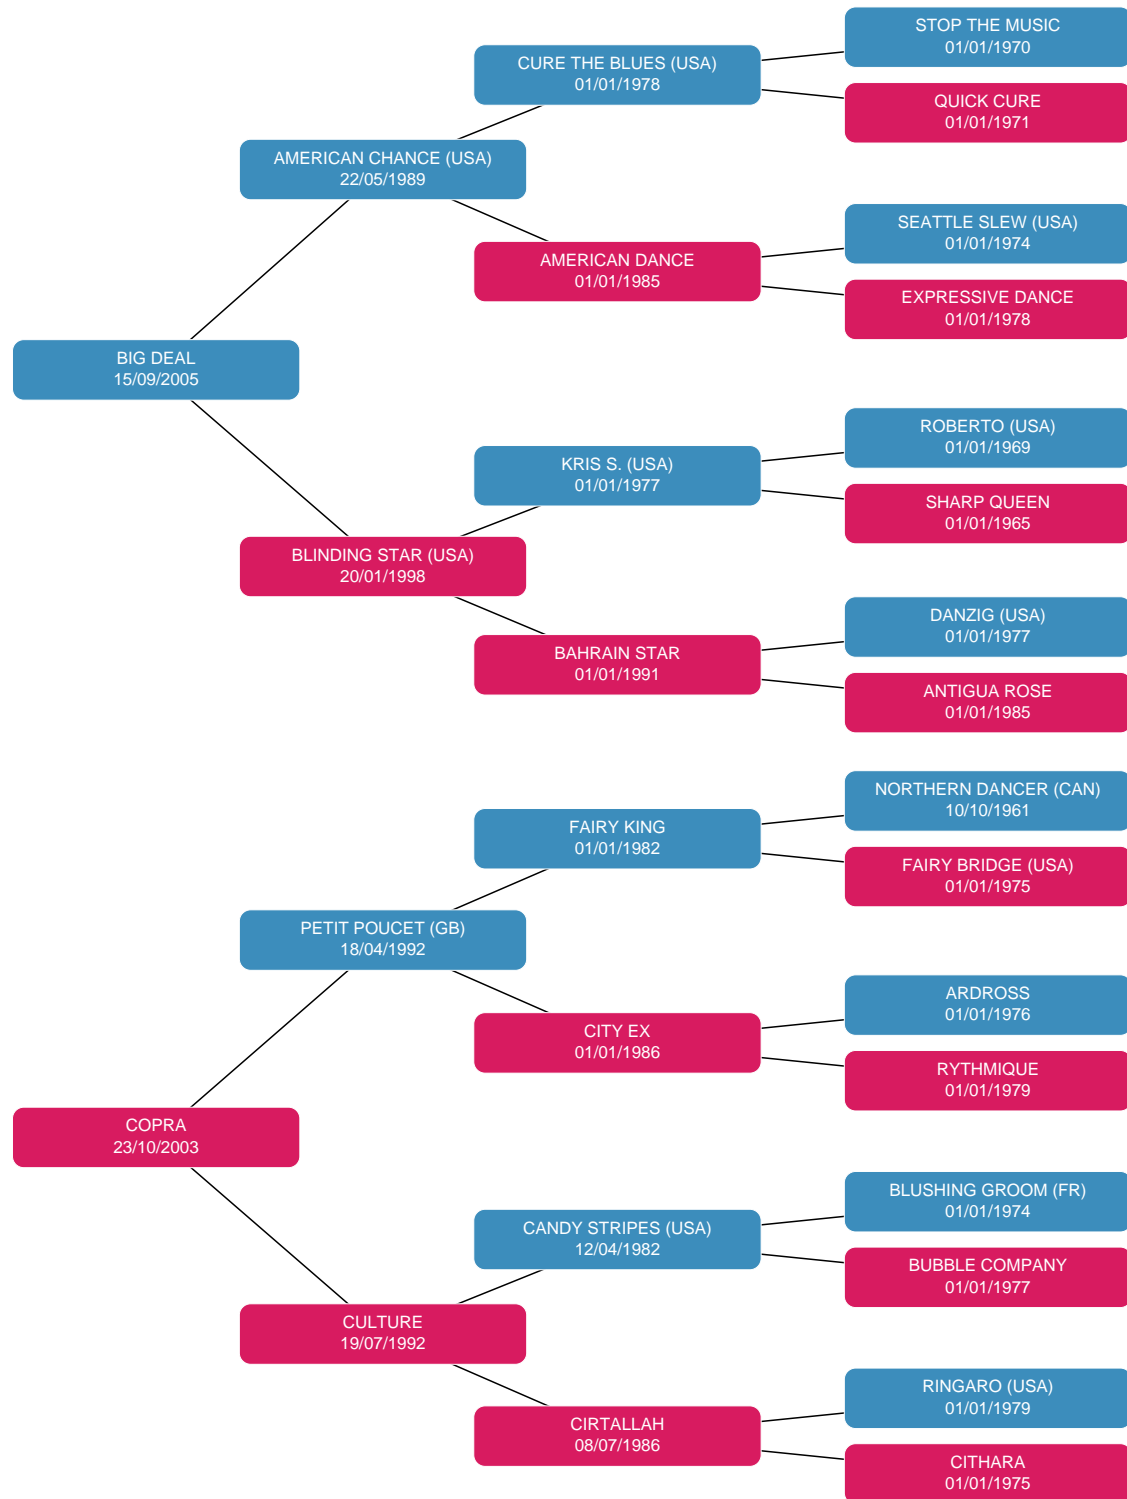 STOP THE MUSIC
01/01/1970
CURE THE BLUES (USA)
01/01/1978
QUICK CURE
01/01/1971
AMERICAN CHANCE (USA)
22/05/1989
SEATTLE SLEW (USA)
01/01/1974
AMERICAN DANCE
01/01/1985
EXPRESSIVE DANCE
01/01/1978
BIG DEAL
15/09/2005
ROBERTO (USA)
01/01/1969
KRIS S. (USA)
01/01/1977
SHARP QUEEN
01/01/1965
BLINDING STAR (USA)
20/01/1998
DANZIG (USA)
01/01/1977
BAHRAIN STAR
01/01/1991
ANTIGUA ROSE
01/01/1985
NORTHERN DANCER (CAN)
10/10/1961
FAIRY KING
01/01/1982
FAIRY BRIDGE (USA)
01/01/1975
PETIT POUCET (GB)
18/04/1992
ARDROSS
01/01/1976
CITY EX
01/01/1986
RYTHMIQUE
01/01/1979
COPRA
23/10/2003
BLUSHING GROOM (FR)
01/01/1974
CANDY STRIPES (USA)
12/04/1982
BUBBLE COMPANY
01/01/1977
CULTURE
19/07/1992
RINGARO (USA)
01/01/1979
CIRTALLAH
08/07/1986
CITHARA
01/01/1975